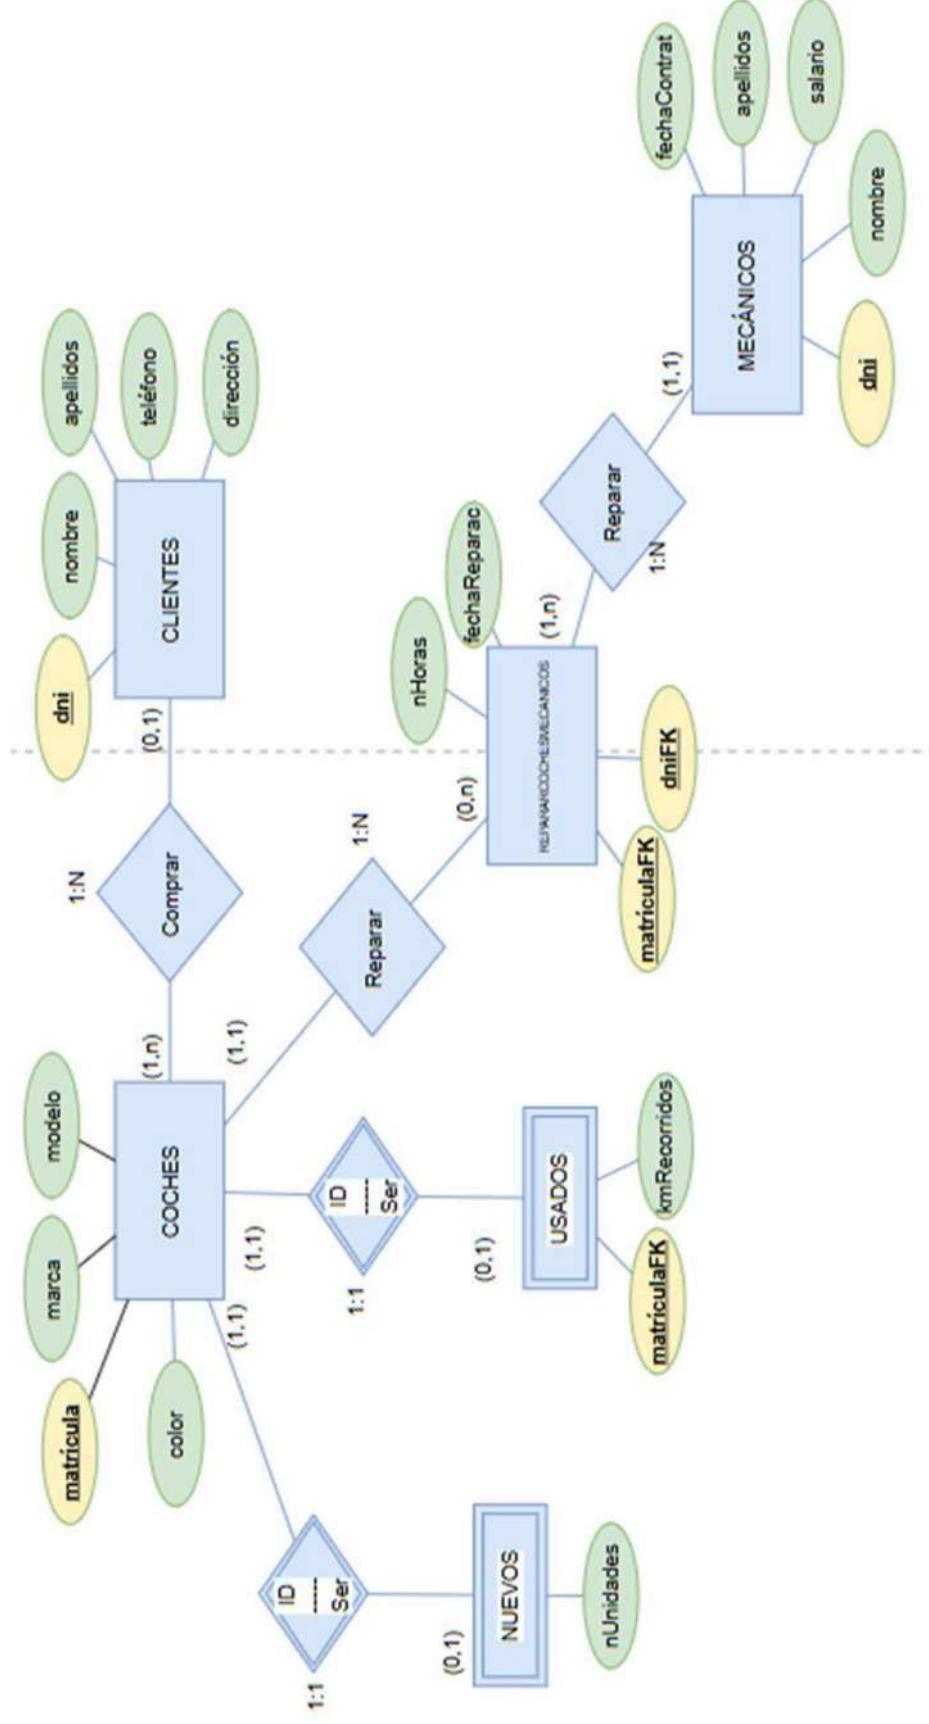 apellidos
nombre
teléfono
dni
dirección
CLIENTES
(0,1)
1:N
Comprar
(1,n)
modelo
marca
matrícula
color
COCHES
(1,1)
Reparar
1:N
(0,n)
nHoras
fechaReparac
REPARARCOCHESMECANICOS
matrículaFK
dniFK
(1,n)
Reparar
1:N
(1,1)
MECÁNICOS
fechaContrat
apellidos
salario
nombre
dni
(1,1)
ID
------
Ser
1:1
(0,1)
USADOS
matrículaFK
kmRecorridos
(1,1)
ID
------
Ser
1:1
(0,1)
NUEVOS
nUnidades